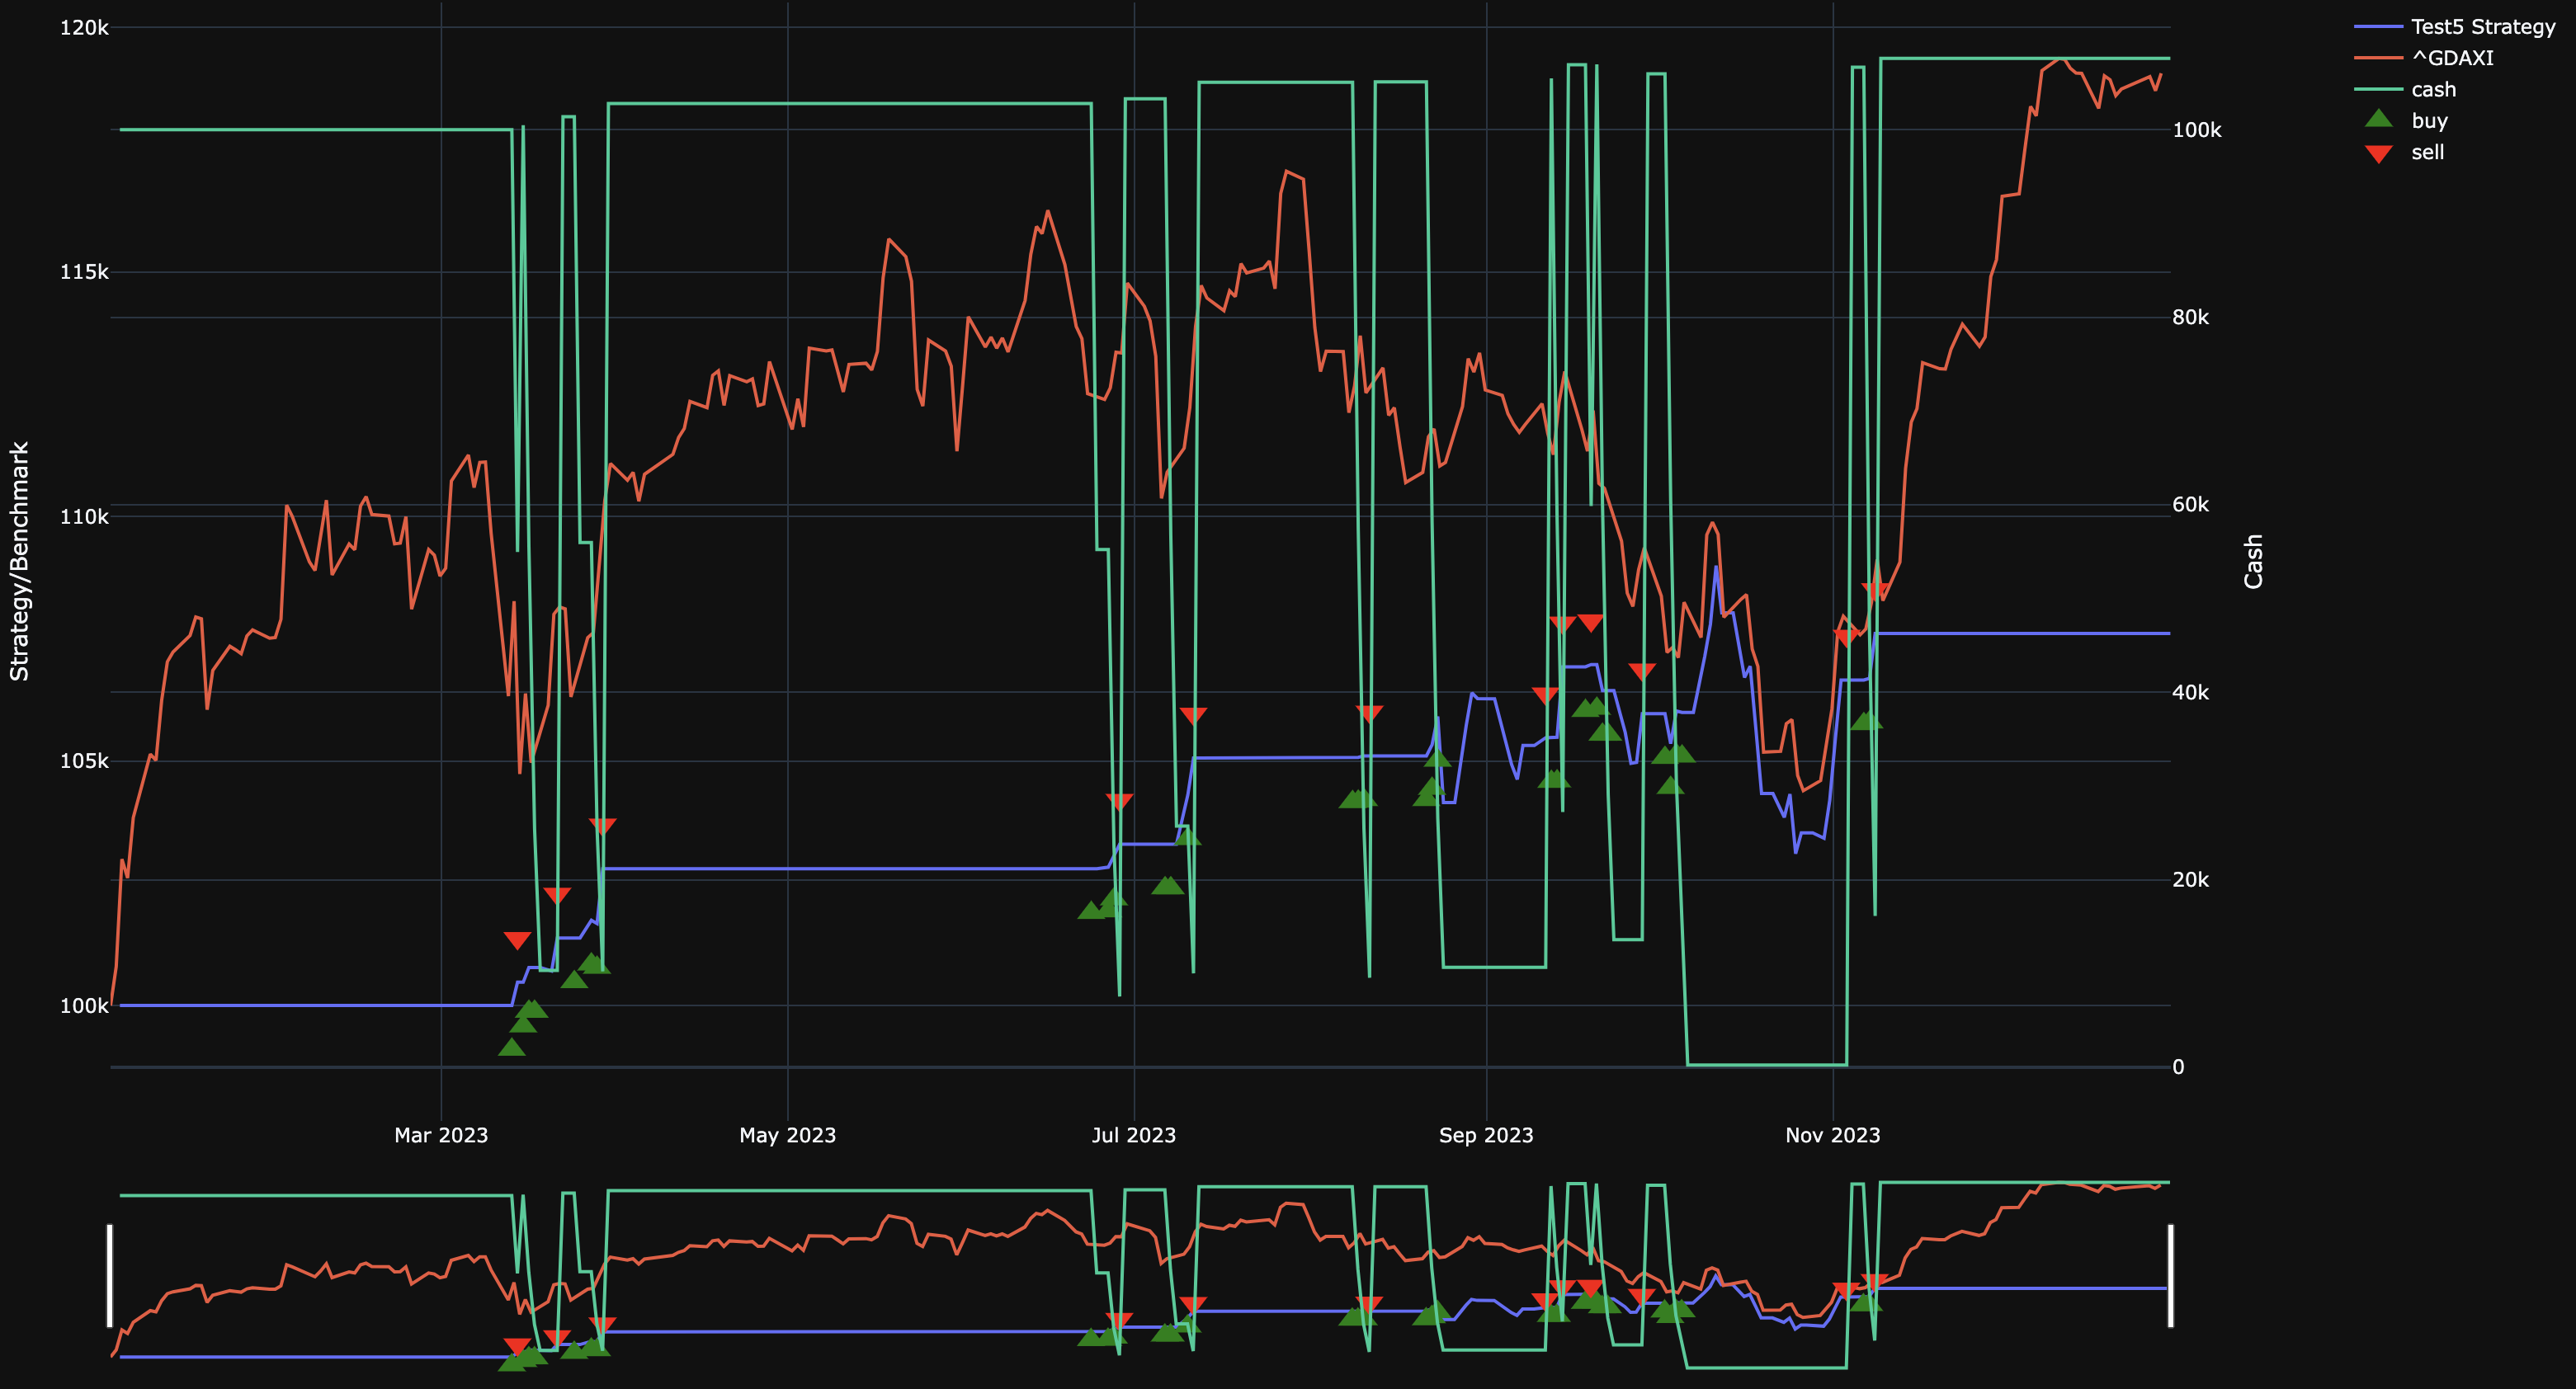 Test5 Strategy
^GDAXI
cash
buy
sell
120k
115k
110k
105k
100k
Strategy/Benchmark
100k
80k
60k
40k
20k
0
Cash
Mar 2023
May 2023
Jul 2023
Sep 2023
Nov 2023